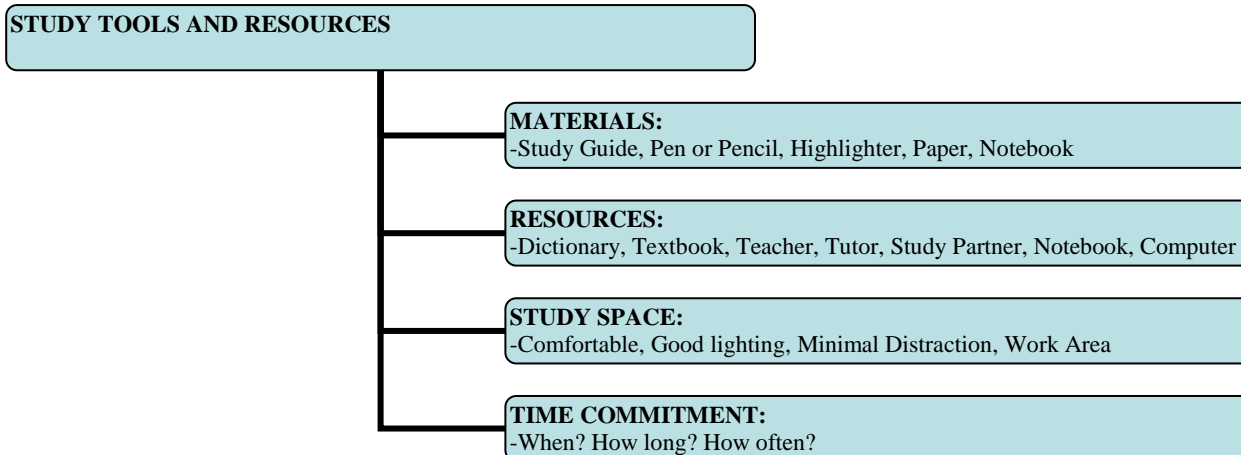 STUDY TOOLS AND RESOURCES
MATERIALS:
-Study Guide, Pen or Pencil, Highlighter, Paper, Notebook
RESOURCES:
-Dictionary, Textbook, Teacher, Tutor, Study Partner, Notebook, Computer
STUDY SPACE:
-Comfortable, Good lighting, Minimal Distraction, Work Area
TIME COMMITMENT:
-When? How long? How often?